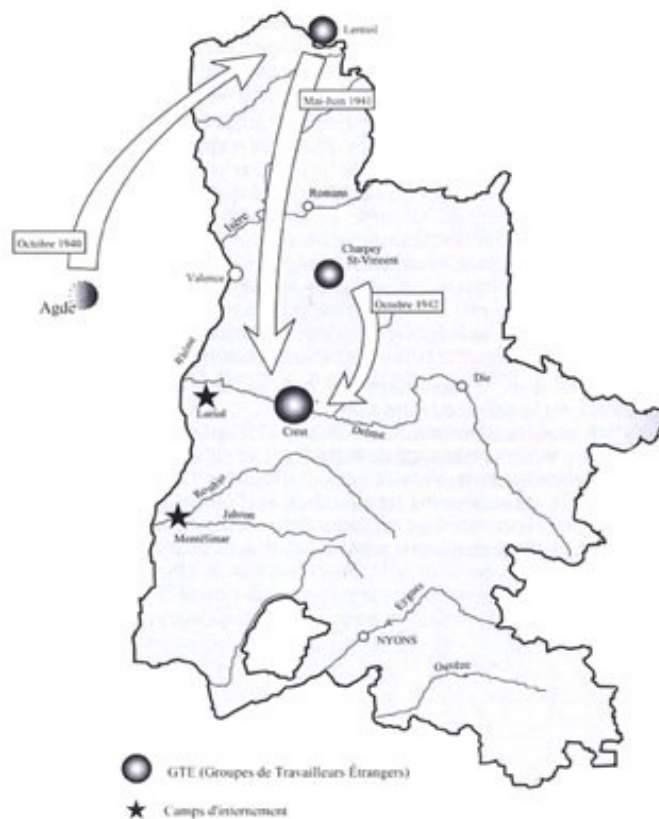 Lentiol
Mai-Juin 1941
Romans
Isère
Octobre 1940
Charpey
St-Vincent
Valence
Octobre 1942
Agde
Rhône
Die
Loriol
Crest
Drôme
Roubion
Jabron
Montélimar
Eygues
NYONS
Ouvèze
GTE (Groupes de Travailleurs Étrangers)
Camps d'internement